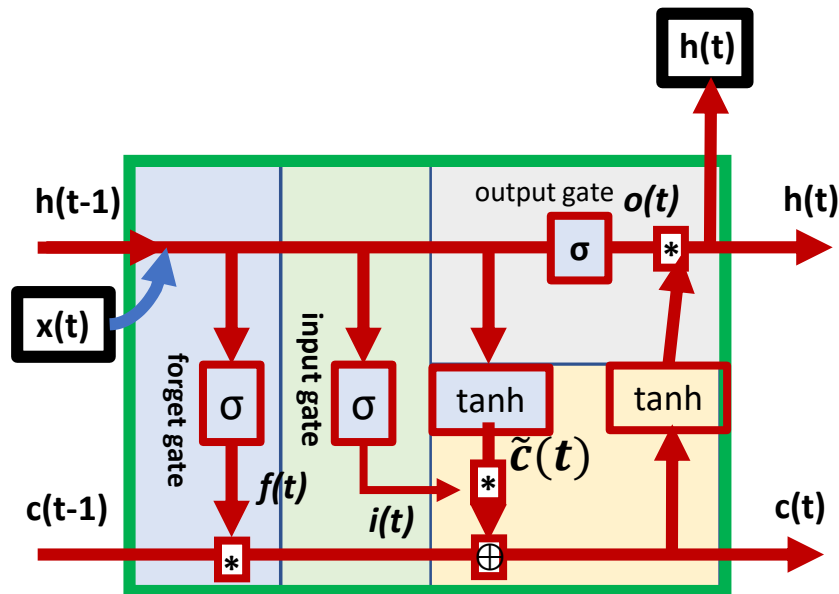 h(t)
output gate
o(t)
h(t-1)
h(t)
σ
*
x(t)
forget gate
input gate
σ
σ
tanh
tanh
c̃(t)
*
f(t)
i(t)
c(t-1)
c(t)
*
⊕